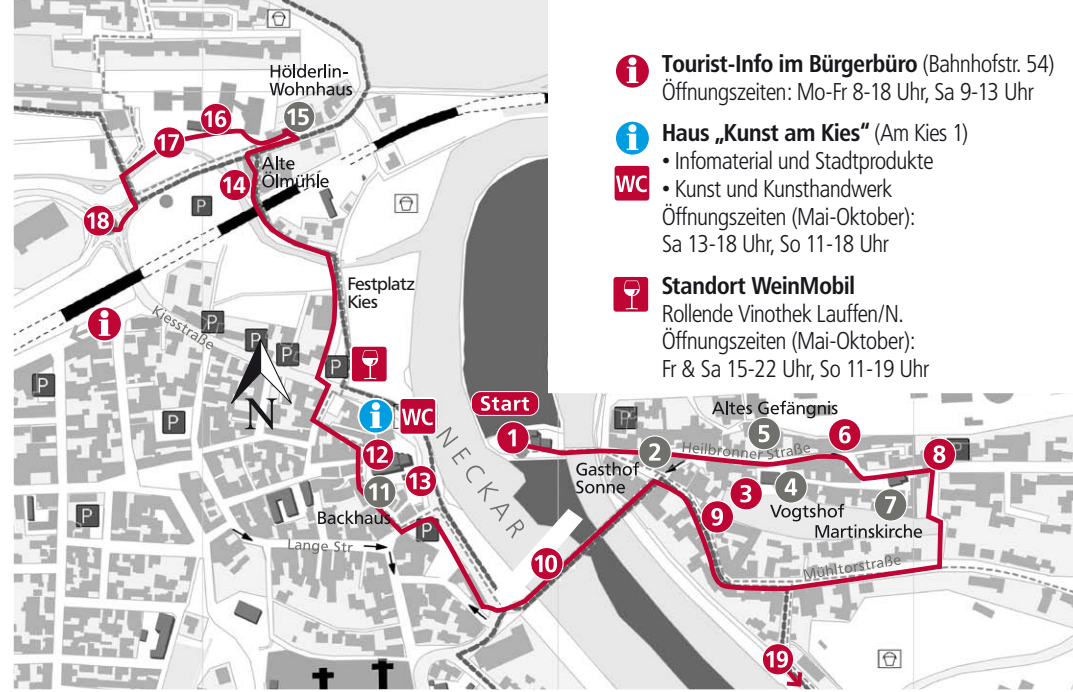 Tourist-Info im Bürgerbüro (Bahnhofstr. 54)
Öffnungszeiten: Mo-Fr 8-18 Uhr, Sa 9-13 Uhr
Haus „Kunst am Kies“ (Am Kies 1)
• Infomaterial und Stadtprodukte
WC
• Kunst und Kunsthandwerk
Öffnungszeiten (Mai-Oktober):
Sa 13-18 Uhr, So 11-18 Uhr
Standort WeinMobil
Rollende Vinothek Lauffen/N.
Öffnungszeiten (Mai-Oktober):
Fr & Sa 15-22 Uhr, So 11-19 Uhr
i
i
Hölderlin-
Wohnhaus
15
16
17
Alte
Ölmühle
14
18
P
Festplatz
Kies
i
Kiesstraße
P
P
P
P
P
P
N
i
WC
12
13
11
Backhaus
P
P
Lange Str
NECKAR
Start
1
2
Gasthof
Sonne
Altes Gefängnis
5
6
Heilbronner Straße
P
P
8
3
4
Vogtshof
7
Martinskirche
9
10
Mühltorstraße
19